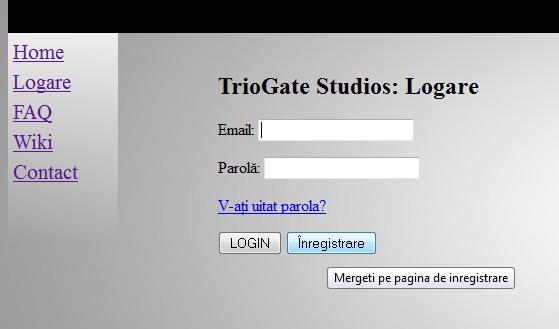 Home
Logare
FAQ
Wiki
Contact
TrioGate Studios: Logare
Email:
Parolă:
V-ați uitat parola?
LOGIN Înregistrare
Mergeti pe pagina de inregistrare